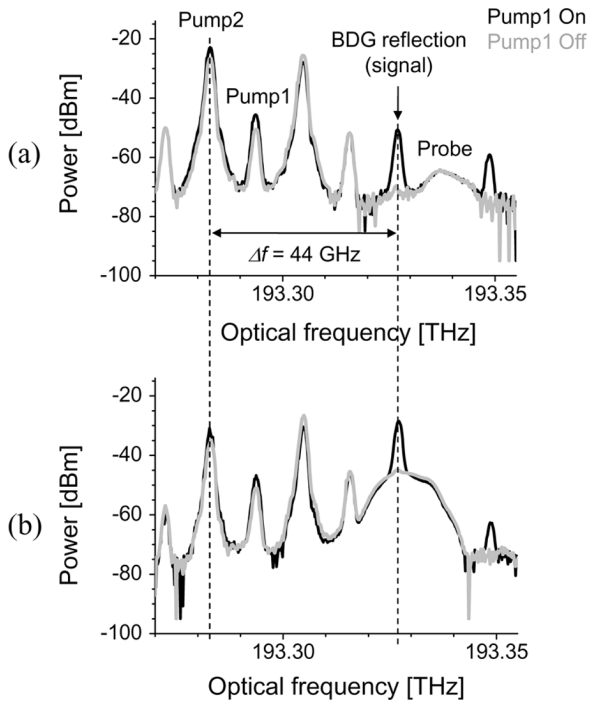 Pump1 On
Pump1 Off
(a)
Pump2
Pump1
BDG reflection
(signal)
Probe
Δf = 44 GHz
Power [dBm]
-20
-40
-60
-80
-100
193.30
193.35
Optical frequency [THz]
(b)
Power [dBm]
-20
-40
-60
-80
-100
193.30
193.35
Optical frequency [THz]